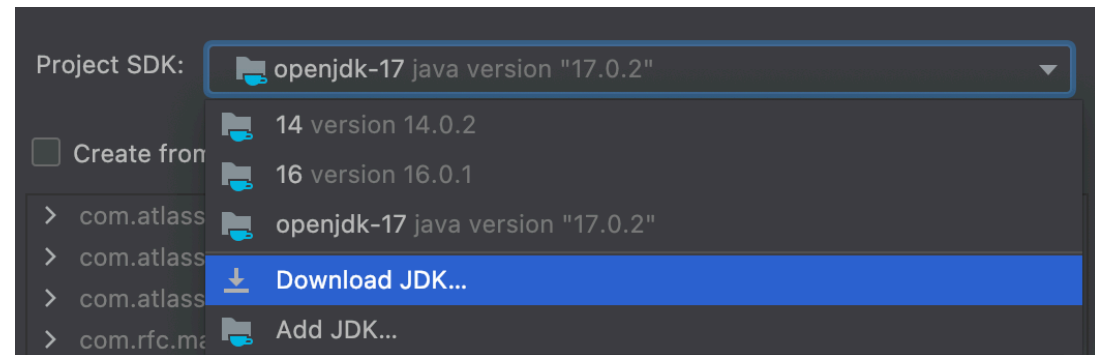 Project SDK:
openjdk-17 java version "17.0.2"
14 version 14.0.2
Create from
16 version 16.0.1
com.atlass
openjdk-17 java version "17.0.2"
com.atlass
Download JDK...
com.atlass
Add JDK...
com.rfc.ma